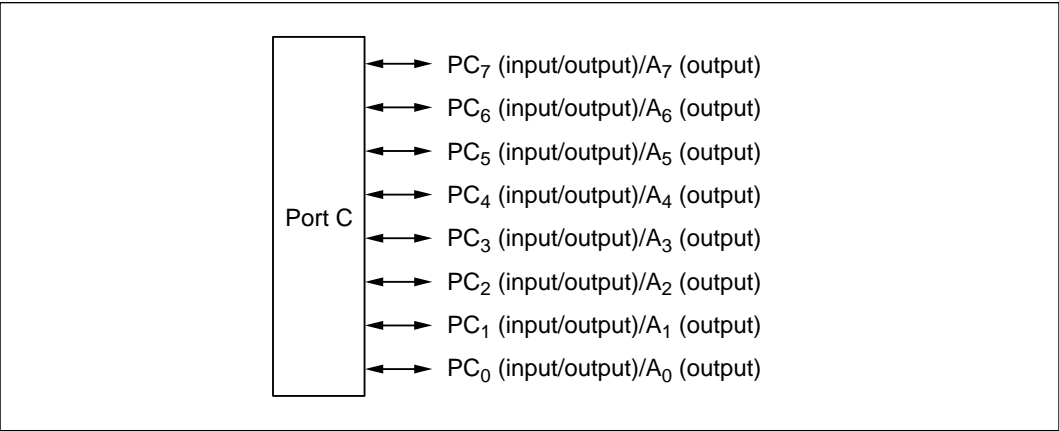 PC₇ (input/output)/A₇ (output)
PC₆ (input/output)/A₆ (output)
PC₅ (input/output)/A₅ (output)
PC₄ (input/output)/A₄ (output)
Port C
PC₃ (input/output)/A₃ (output)
PC₂ (input/output)/A₂ (output)
PC₁ (input/output)/A₁ (output)
PC₀ (input/output)/A₀ (output)